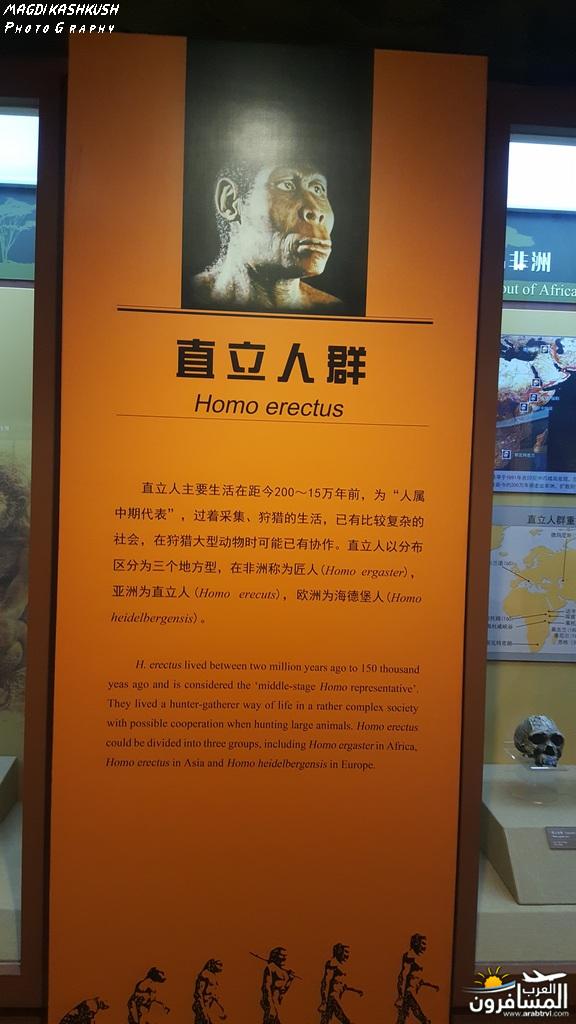 MAGDI KASHKUSH
PHOTOGRAPHY
直立人群
Homo erectus
直立人主要生活在距今200～15万年前，为“人属
中期代表”，过着采集、狩猎的生活，已有比较复杂的
社会，在狩猎大型动物时可能已有协作。直立人以分布
区分为三个地方型，在非洲称为匠人(Homo ergaster)，
亚洲为直立人(Homo erecuts)，欧洲为海德堡人(Homo
heidelbergensis)。
H. erectus lived between two million years ago to 150 thousand
yeas ago and is considered the ‘middle-stage Homo representative’.
They lived a hunter-gatherer way of life in a rather complex society
with possible cooperation when hunting large animals. Homo erectus
could be divided into three groups, including Homo ergaster in Africa,
Homo erectus in Asia and Homo heidelbergensis in Europe.
非洲
out of Africa
直立人群重
العرب
المسافرون
www.arabtrvl.com